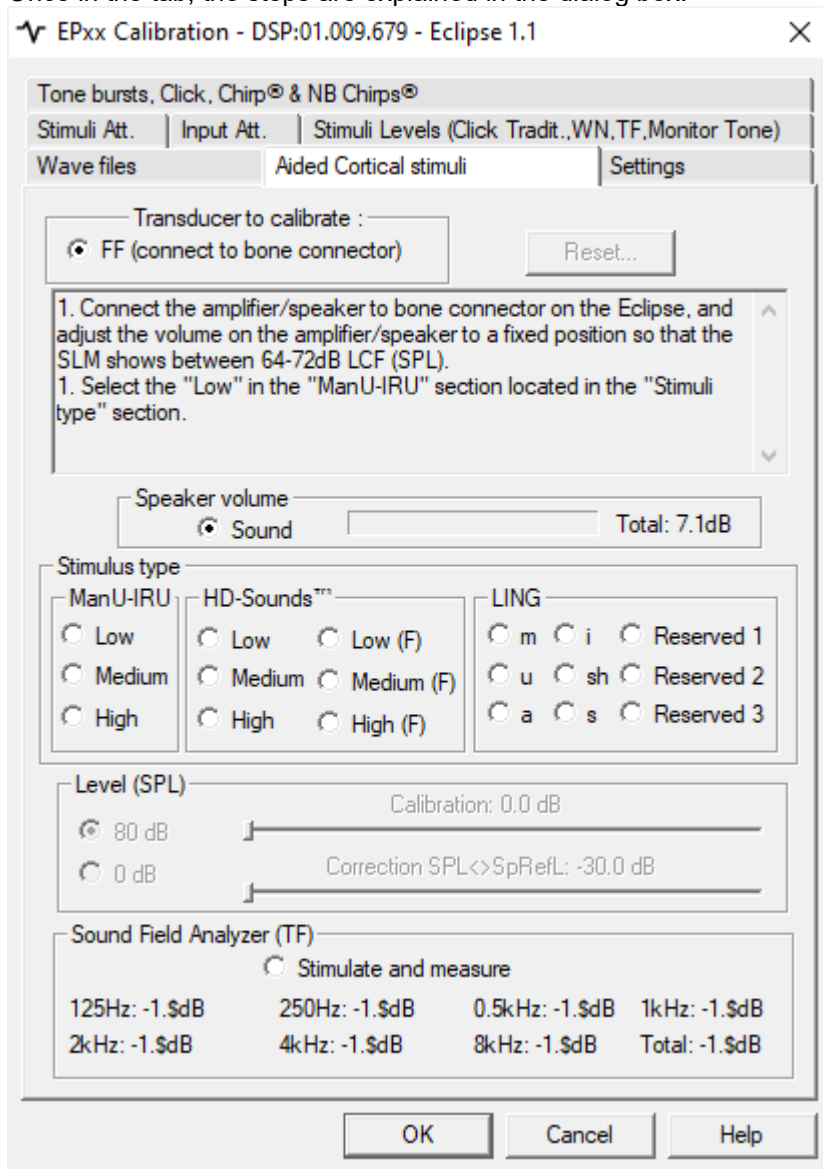 Once in the tab, the steps are explained in the dialog box.
EPxx Calibration - DSP:01.009.679 - Eclipse 1.1
Tone bursts, Click, Chirp® & NB Chirps®
Stimuli Att. Input Att. Stimuli Levels (Click Tradit.,WN,TF,Monitor Tone)
Wave files Aided Cortical stimuli Settings
Transducer to calibrate :
FF (connect to bone connector) Reset...
1. Connect the amplifier/speaker to bone connector on the Eclipse, and
adjust the volume on the amplifier/speaker to a fixed position so that the
SLM shows between 64-72dB LCF (SPL).
1. Select the "Low" in the "ManU-IRU" section located in the "Stimuli
type" section.
Speaker volume
Sound Total: 7.1dB
Stimulus type
ManU-IRU HD-Sounds™ LING
Low Low Low (F) m i Reserved 1
Medium Medium Medium (F) u sh Reserved 2
High High High (F) a s Reserved 3
Level (SPL)
Calibration: 0.0 dB
80 dB
Correction SPL<>SpRefL: -30.0 dB
0 dB
Sound Field Analyzer (TF)
Stimulate and measure
125Hz: -1.$dB 250Hz: -1.$dB 0.5kHz: -1.$dB 1kHz: -1.$dB
2kHz: -1.$dB 4kHz: -1.$dB 8kHz: -1.$dB Total: -1.$dB
OK Cancel Help